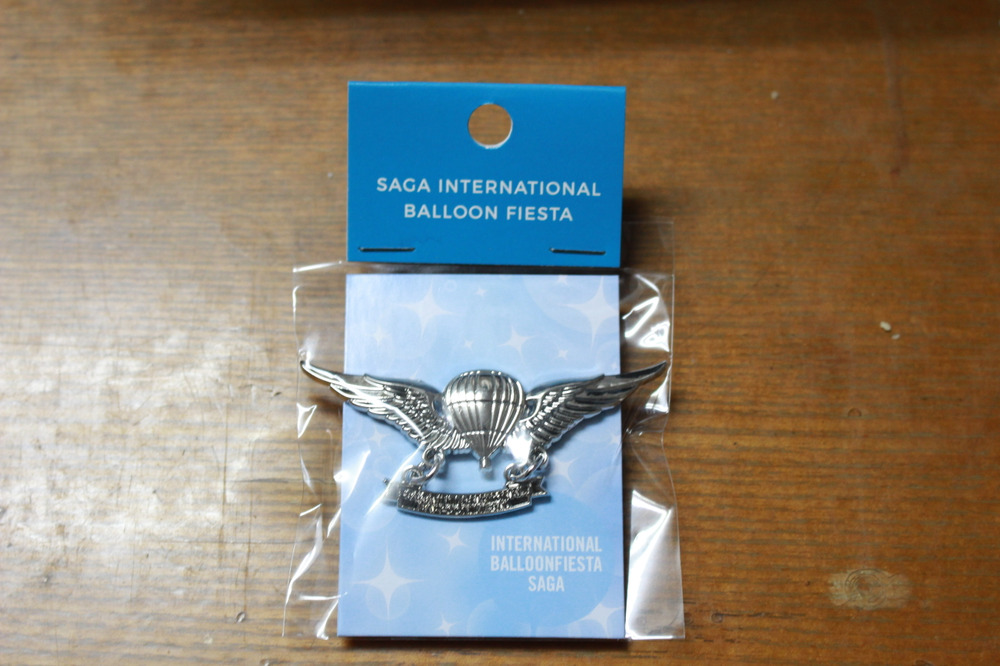 SAGA INTERNATIONAL
BALLOON FIESTA
INTERNATIONAL
BALLOONFIESTA
SAGA